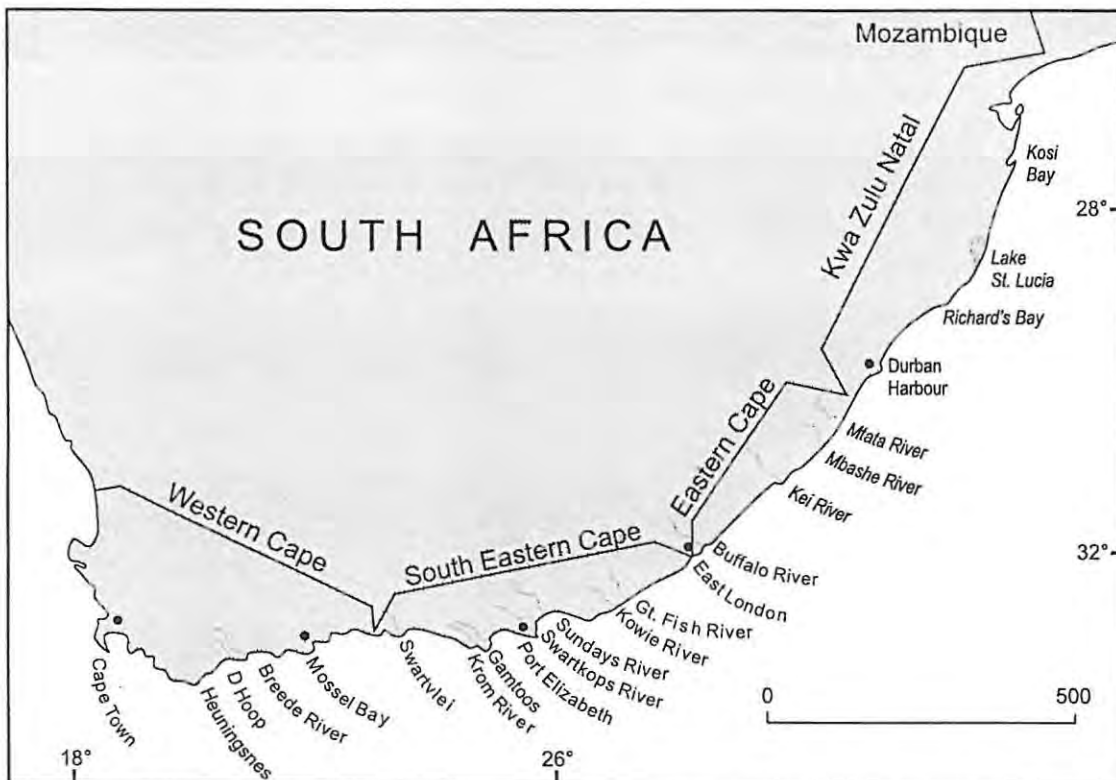 Mozambique
Kwa Zulu Natal
Kosi
Bay
28°
SOUTH AFRICA
Lake
St. Lucia
Richard's Bay
Durban
Harbour
Eastern Cape
Mtata River
Mbashe River
Kei River
Western Cape
South Eastern Cape
32°
Buffalo River
East London
Gt. Fish River
Kowie River
Sundays River
Swartkops River
Port Elizabeth
Gamtoos
Krom River
Swartvlei
Mossel Bay
Breede River
D Hoop
Heuningsnes
Cape Town
0
500
18°
26°